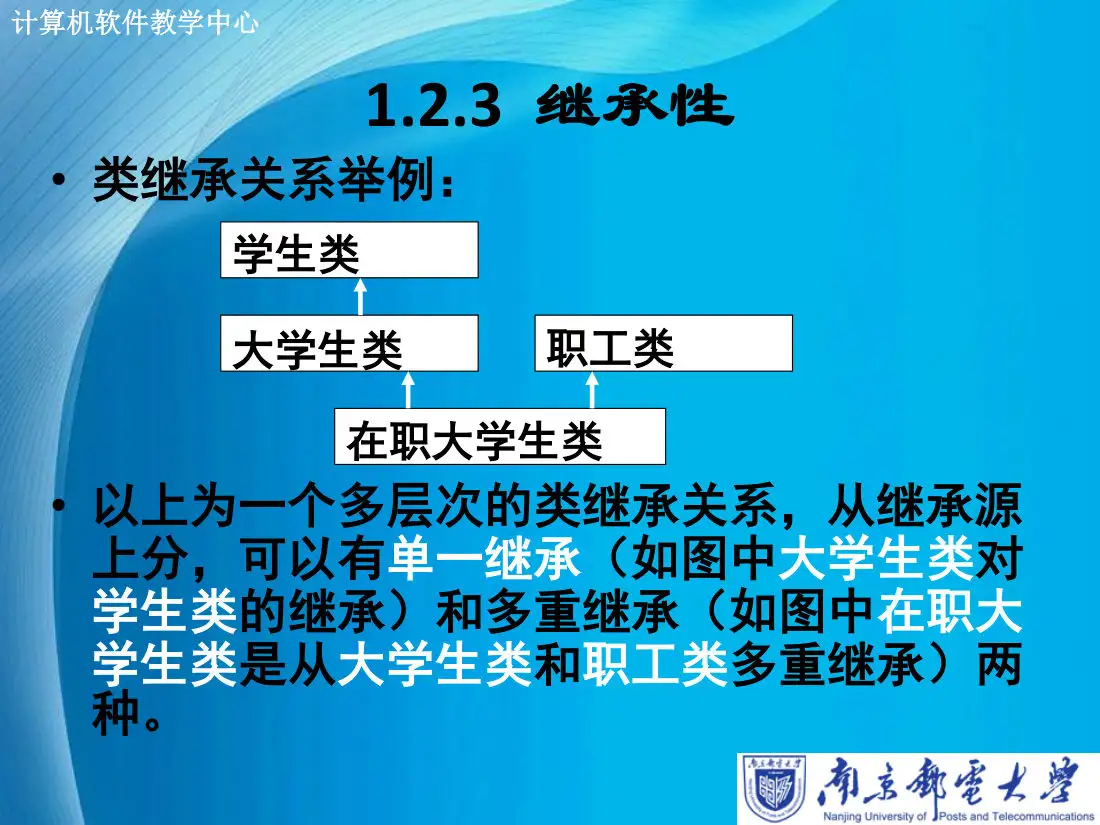 计算机软件教学中心
1.2.3 继承性
• 类继承关系举例：
学生类
大学生类
职工类
在职大学生类
• 以上为一个多层次的类继承关系，从继承源
上分，可以有单一继承（如图中大学生类对
学生类的继承）和多重继承（如图中在职大
学生类是从大学生类和职工类多重继承）两
种。
南京郵電大學
Nanjing University of Posts and Telecommunications